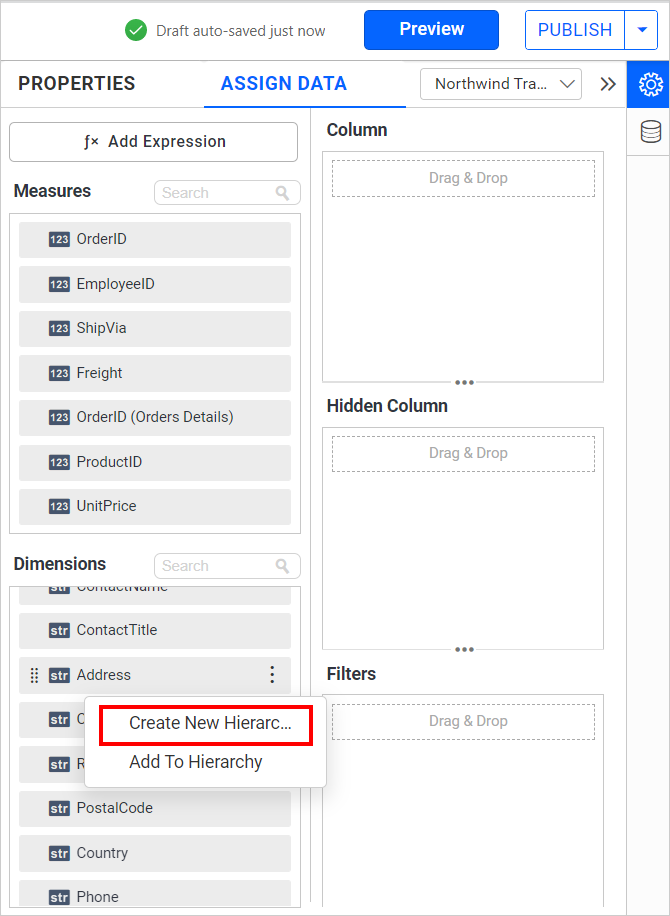 Draft auto-saved just now
Preview
PUBLISH
PROPERTIES
ASSIGN DATA
Northwind Tra...
ƒ× Add Expression
Measures
Search
123 OrderID
123 EmployeeID
123 ShipVia
123 Freight
123 OrderID (Orders Details)
123 ProductID
123 UnitPrice
Dimensions
Search
str ContactName
str ContactTitle
str Address
str
Create New Hierarc...
str
Add To Hierarchy
str PostalCode
str Country
str Phone
Column
Drag & Drop
Hidden Column
Drag & Drop
Filters
Drag & Drop